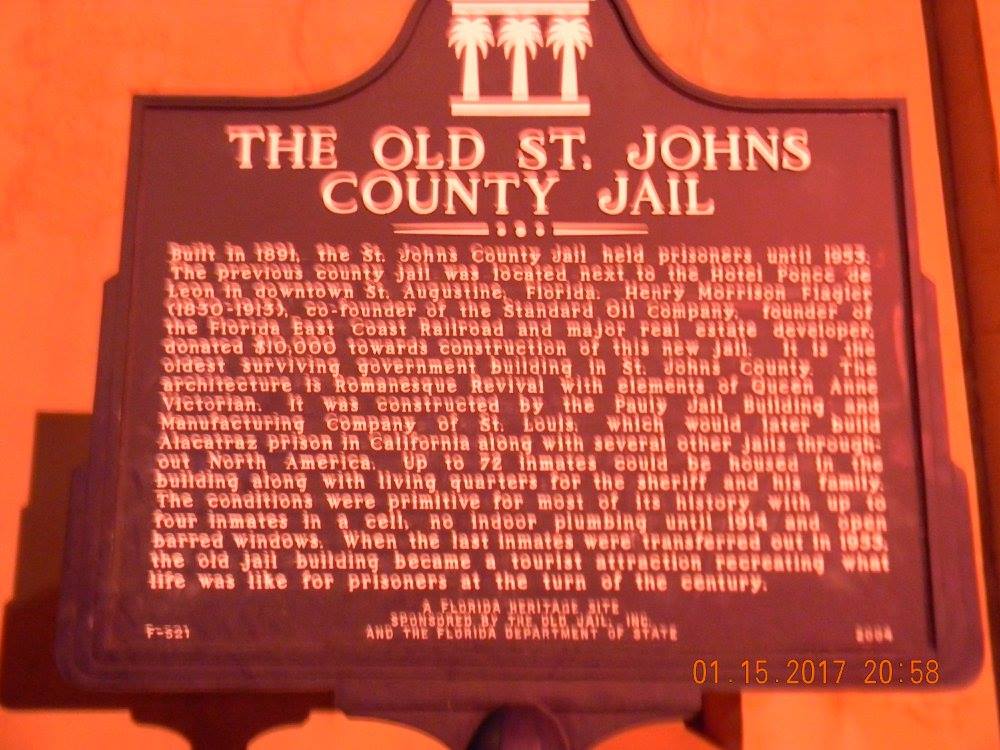 THE OLD ST. JOHNS
COUNTY JAIL
Built in 1891, the St. Johns County Jail held prisoners until 1953.
The previous county jail was located next to the Hotel Ponce de
Leon in downtown St. Augustine, Florida. Henry Morrison Flagler
(1830-1913), co-founder of the Standard Oil Company, founder of
the Florida East Coast Railroad and major real estate developer,
donated $10,000 towards construction of this new jail. It is the
oldest surviving government building in St. Johns County. The
architecture is Romanesque Revival with elements of Queen Anne
Victorian. It was constructed by the Pauly Jail Building and
Manufacturing Company of St. Louis, which would later build
Alacatraz prison in California along with several other jails through-
out North America. Up to 72 inmates could be housed in the
building along with living quarters for the sheriff and his family.
The conditions were primitive for most of its history with up to
four inmates in a cell, no indoor plumbing until 1914 and open
barred windows. When the last inmates were transferred out in 1953,
the old jail building became a tourist attraction recreating what
life was like for prisoners at the turn of the century.
A FLORIDA HERITAGE SITE
SPONSORED BY THE OLD JAIL, INC.
F-521 AND THE FLORIDA DEPARTMENT OF STATE 2004
01.15.2017 20:58